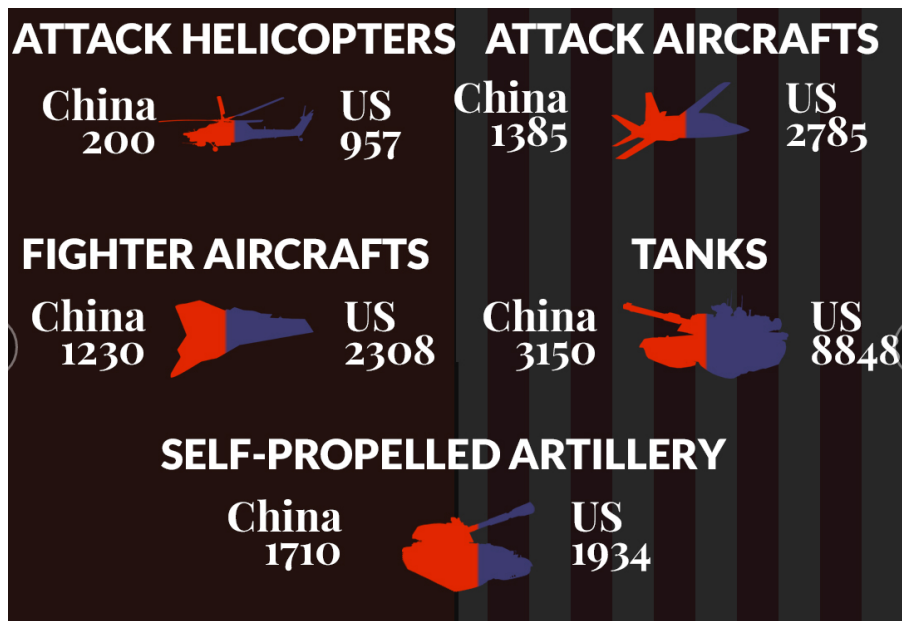 ATTACK HELICOPTERS
China
200
US
957
ATTACK AIRCRAFTS
China
1385
US
2785
FIGHTER AIRCRAFTS
China
1230
US
2308
TANKS
China
3150
US
8848
SELF-PROPELLED ARTILLERY
China
1710
US
1934